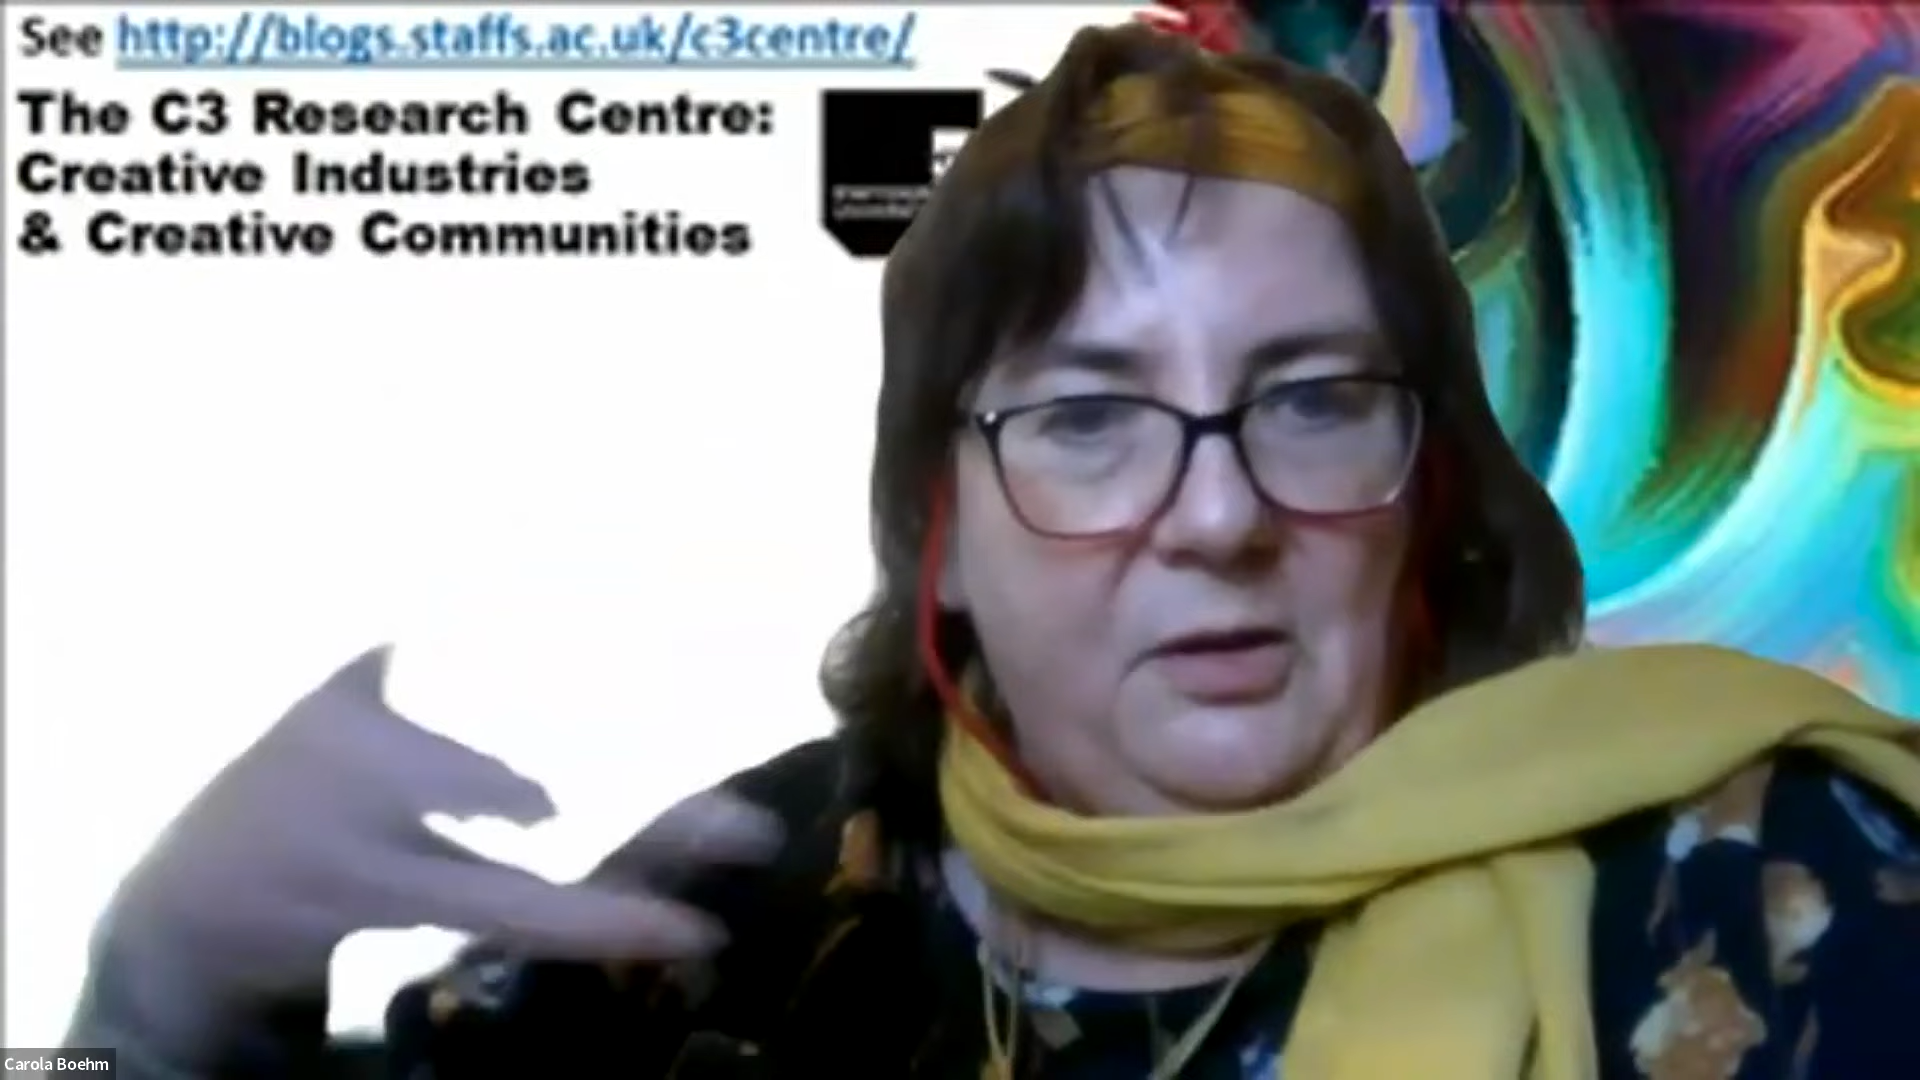 See http://blogs.staffs.ac.uk/c3centre/
The C3 Research Centre:
Creative Industries
& Creative Communities
Carola Boehm